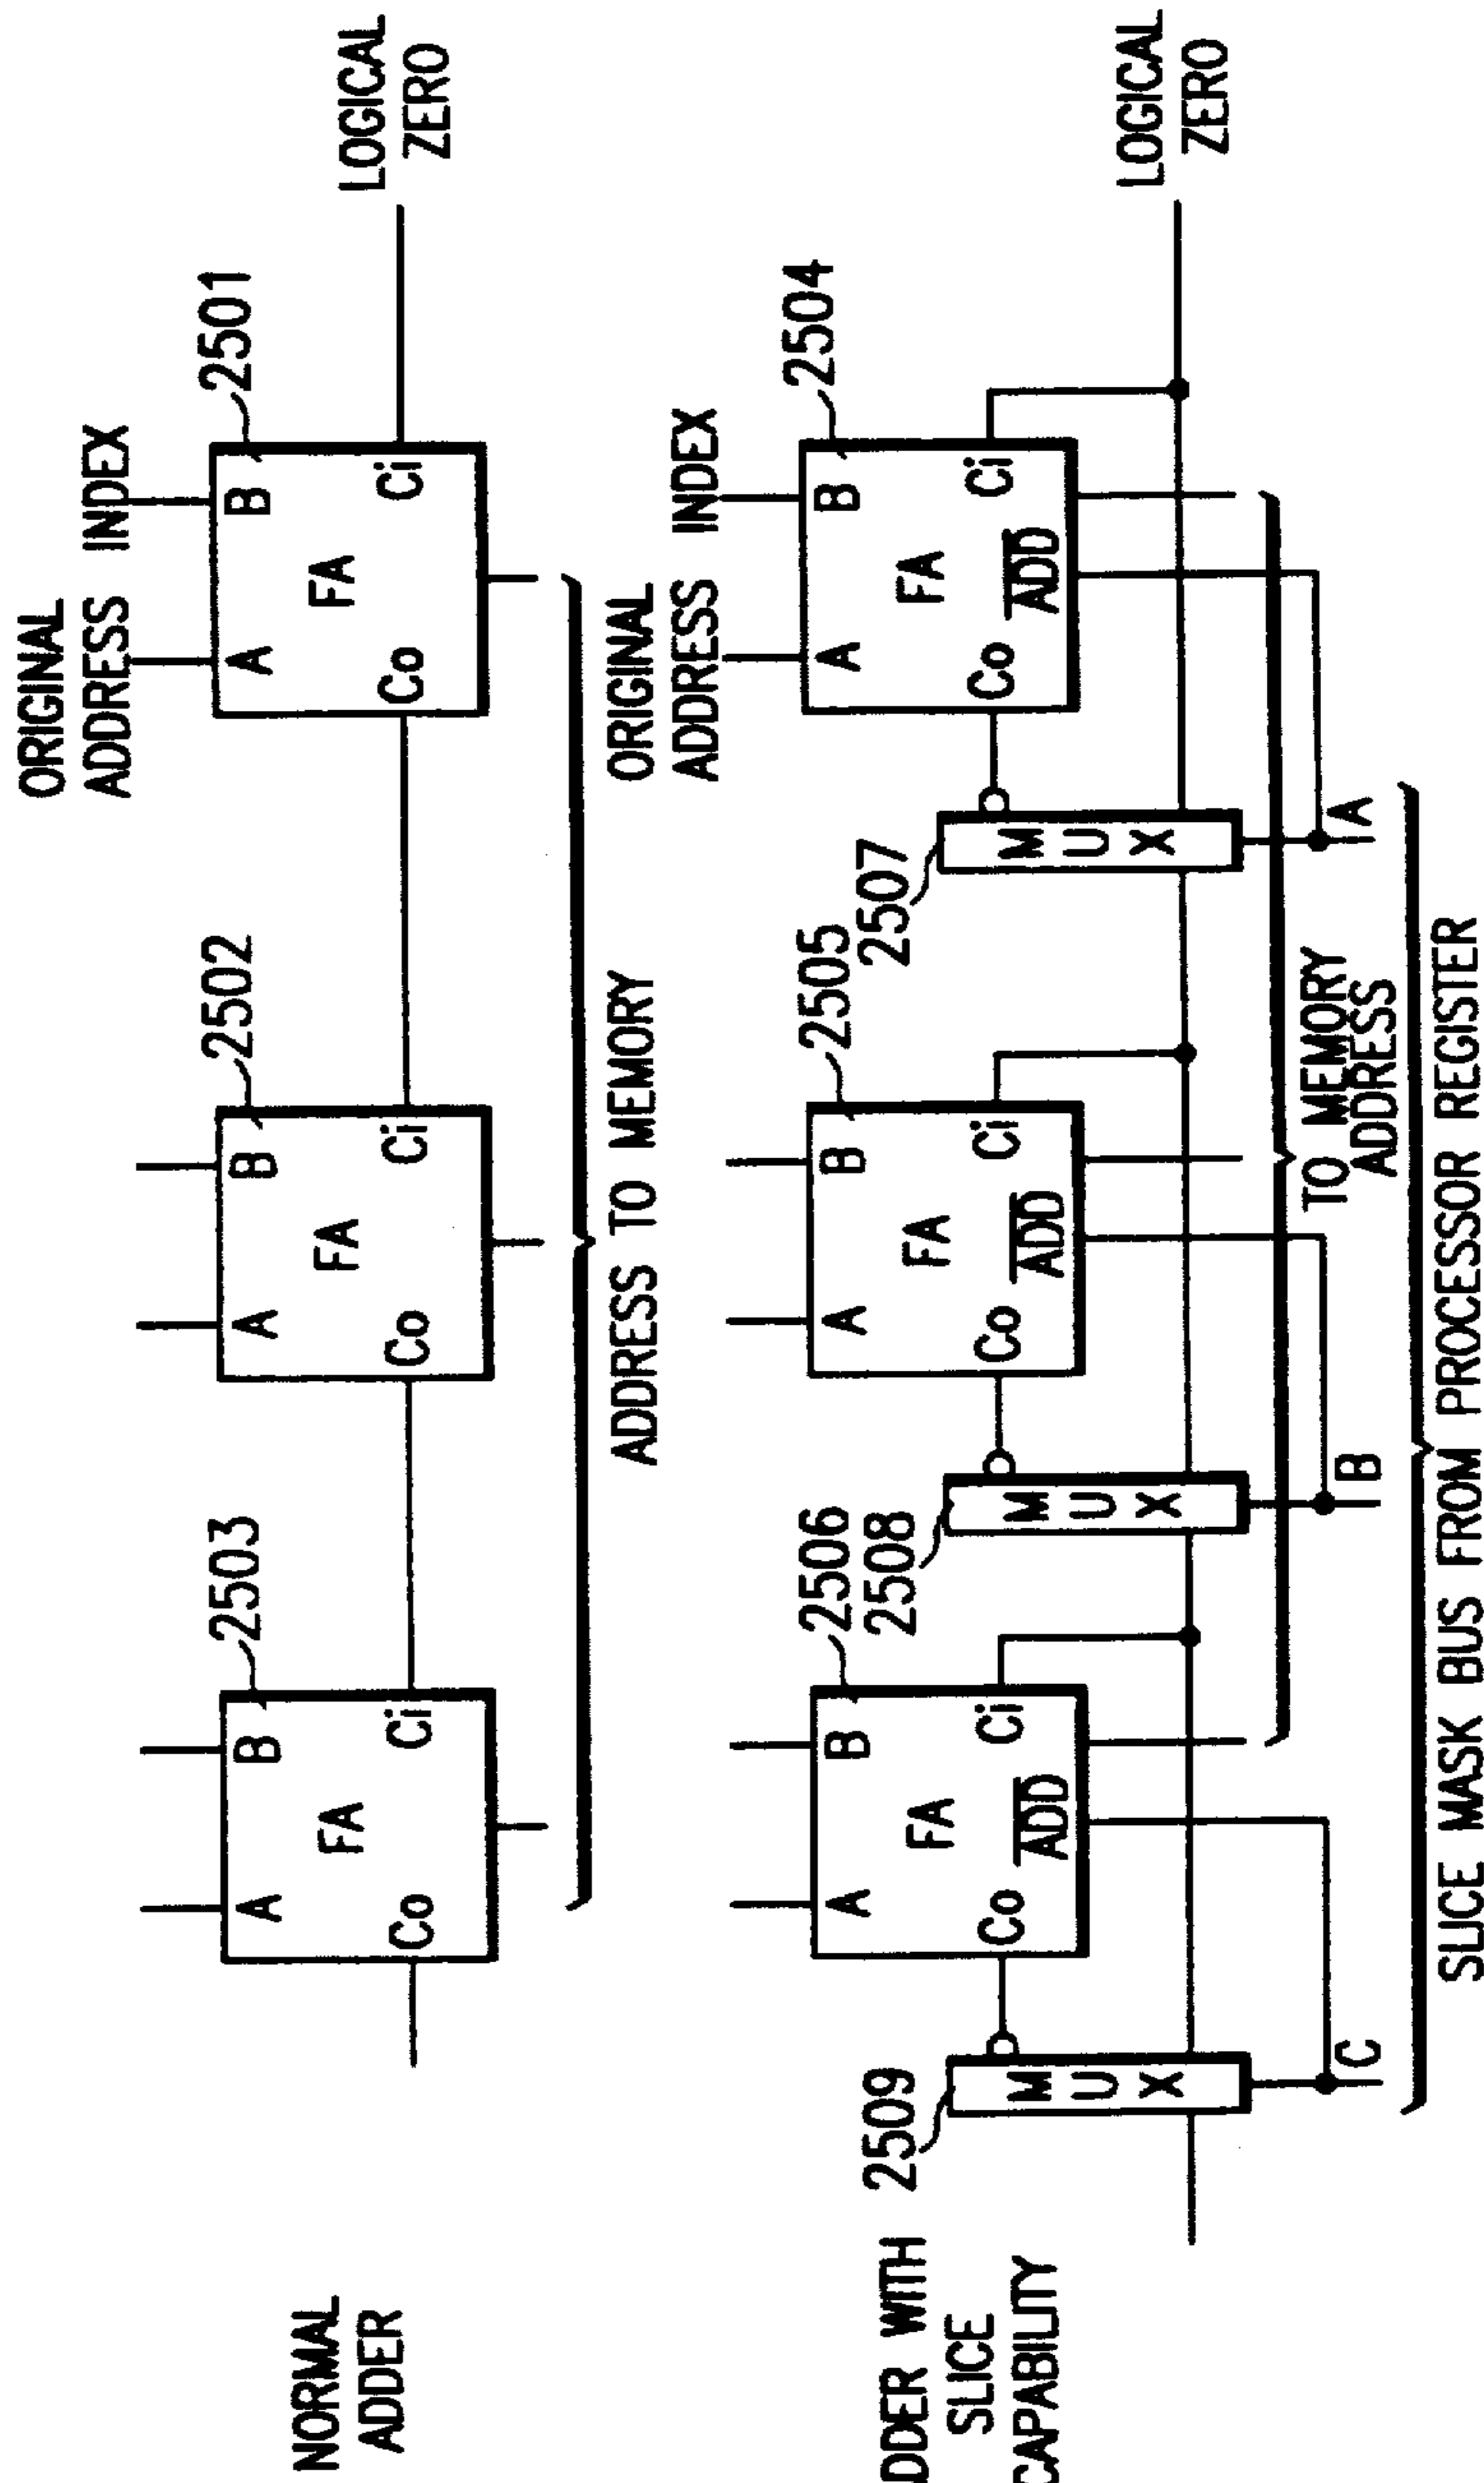 ORIGINAL
ADDRESS INDEX
2503
2502
2501
A
B
FA
Co
Ci
A
B
FA
Co
Ci
A
B
FA
Co
Ci
LOGICAL
ZERO
NORMAL
ADDER
ADDRESS TO MEMORY
ORIGINAL
ADDRESS INDEX
2506
2505
2504
A
B
FA
Co
Ci
ADD
A
B
FA
Co
Ci
ADD
A
B
FA
Co
Ci
ADD
2509
2508
2507
MUX
MUX
MUX
LOGICAL
ZERO
DDER WITH
SLICE
CAPABILITY
C
B
A
TO MEMORY
ADDRESS
SLICE MASK BUS FROM PROCESSOR REGISTER